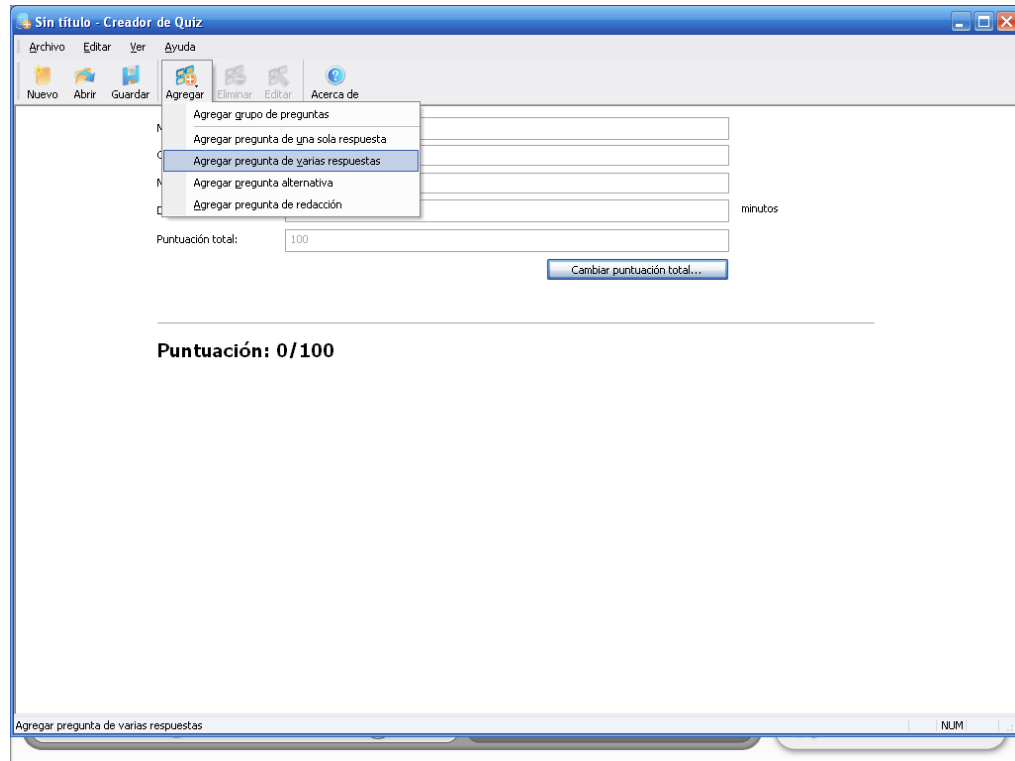 Sin título - Creador de Quiz
Archivo Editar Ver Ayuda
Nuevo Abrir Guardar Agregar Eliminar Editar Acerca de
Agregar grupo de preguntas
Agregar pregunta de una sola respuesta
Agregar pregunta de varias respuestas
Agregar pregunta alternativa
Agregar pregunta de redacción
minutos
Puntuación total: 100
Cambiar puntuación total...
Puntuación: 0/100
Agregar pregunta de varias respuestas NUM